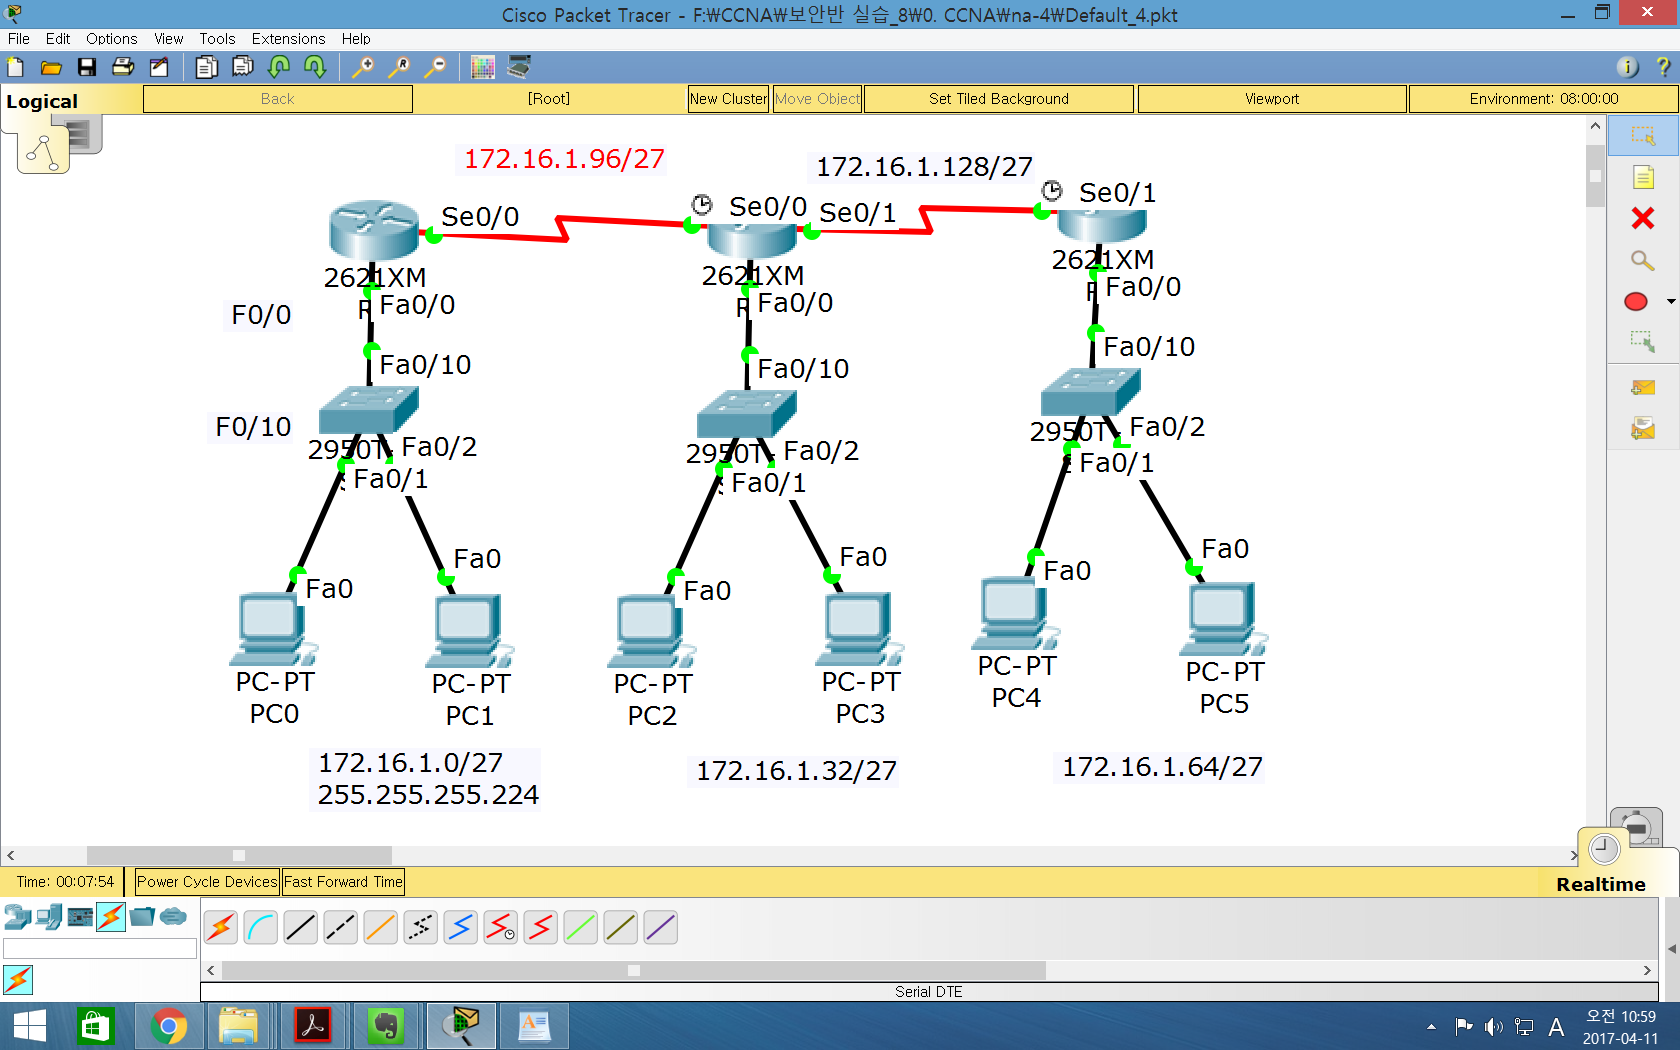 Cisco Packet Tracer - F:₩CCNA₩보안반 실습_8₩0. CCNA₩na-4₩Default_4.pkt
File Edit Options View Tools Extensions Help
Logical
Back
[Root]
New Cluster
Move Object
Set Tiled Background
Viewport
Environment: 08:00:00
172.16.1.96/27
172.16.1.128/27
Se0/0
Se0/0
Se0/1
Se0/1
2621XM
2621XM
2621XM
F0/0
Fa0/0
Fa0/0
Fa0/0
Fa0/10
Fa0/10
Fa0/10
F0/10
2950T
Fa0/2
Fa0/1
2950T
Fa0/2
Fa0/1
2950T
Fa0/2
Fa0/1
Fa0
Fa0
Fa0
Fa0
Fa0
Fa0
PC-PT
PC0
PC-PT
PC1
PC-PT
PC2
PC-PT
PC3
PC-PT
PC4
PC-PT
PC5
172.16.1.0/27
255.255.255.224
172.16.1.32/27
172.16.1.64/27
Time: 00:07:54
Power Cycle Devices
Fast Forward Time
Realtime
Serial DTE
A
오전 10:59
2017-04-11